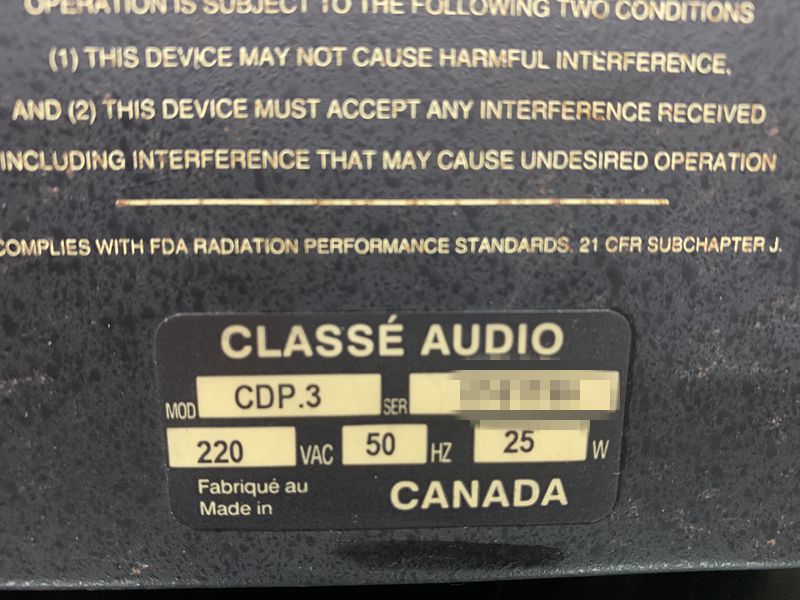 OPERATION IS SUBJECT TO THE FOLLOWING TWO CONDITIONS
(1) THIS DEVICE MAY NOT CAUSE HARMFUL INTERFERENCE,
AND (2) THIS DEVICE MUST ACCEPT ANY INTERFERENCE RECEIVED
INCLUDING INTERFERENCE THAT MAY CAUSE UNDESIRED OPERATION
COMPLIES WITH FDA RADIATION PERFORMANCE STANDARDS. 21 CFR SUBCHAPTER J.
CLASSÉ AUDIO
MOD CDP.3 SER
220 VAC 50 HZ 25 W
Fabriqué au
Made in CANADA